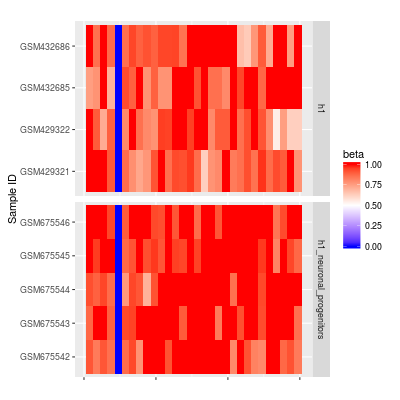 GSM432686
GSM432685
GSM429322
GSM429321
h1
GSM675546
GSM675545
GSM675544
GSM675543
GSM675542
h1_neuronal_progenitors
Sample ID
beta
1.00
0.75
0.50
0.25
0.00